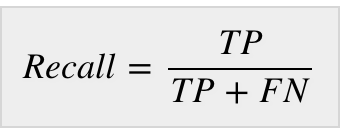 Recall = TP / TP + FN